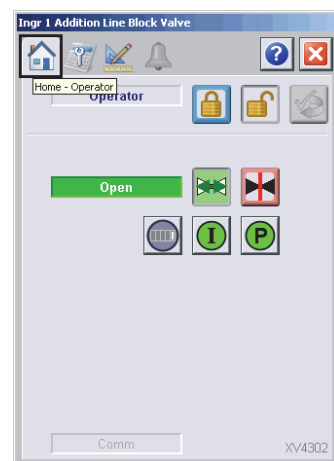 Ingr 1 Addition Line Block Valve
?
Home - Operator
Operator
Open
I
P
Comm
XV4302